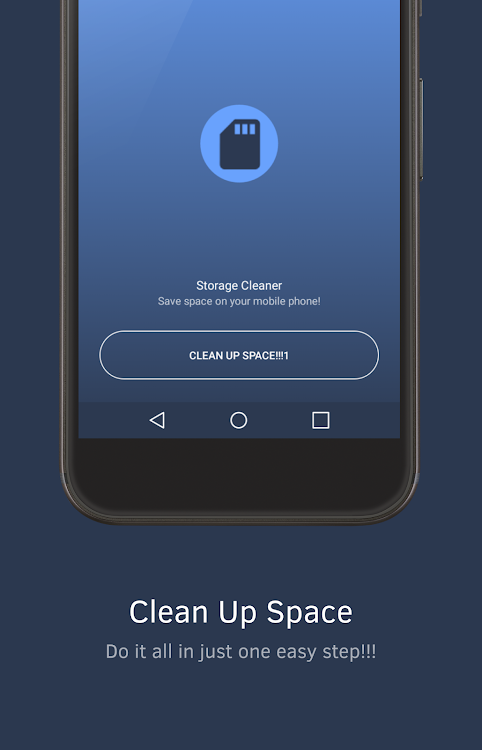 Storage Cleaner
Save space on your mobile phone!
CLEAN UP SPACE!!!1
Clean Up Space
Do it all in just one easy step!!!